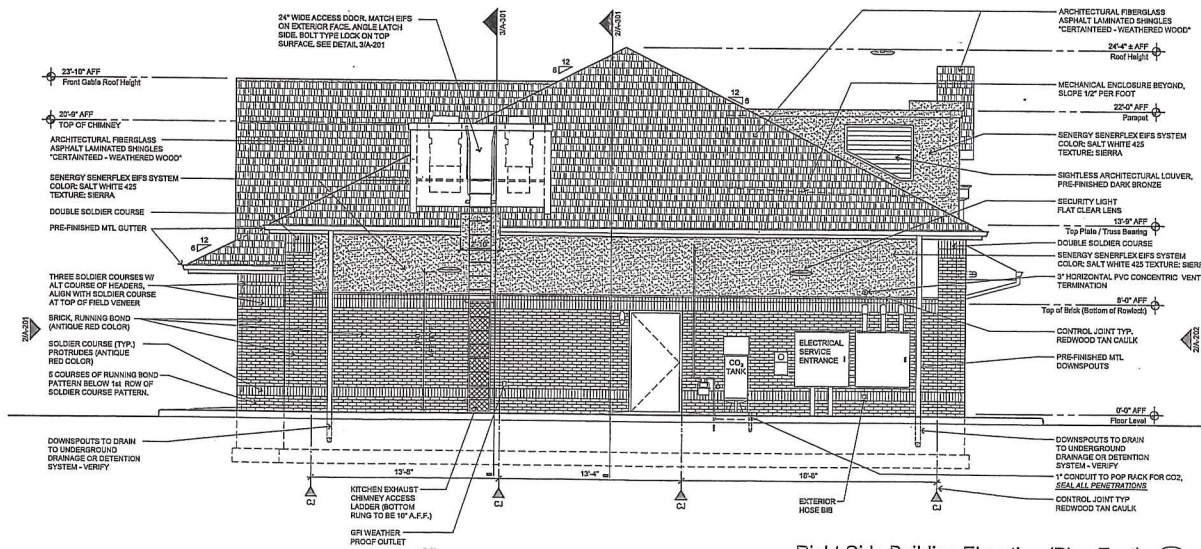 24" WIDE ACCESS DOOR. MATCH EIFS
ON EXTERIOR FACE. ANGLE LATCH
SIDE. BOLT TYPE LOCK ON TOP
SURFACE. SEE DETAIL 3/A-201
3/A-301
2/A-301
ARCHITECTURAL FIBERGLASS
ASPHALT LAMINATED SHINGLES
"CERTAINTEED - WEATHERED WOOD"
24'-4" ± AFF
Roof Height
23'-10" AFF
Front Gable Roof Height
12
6
12
6
MECHANICAL ENCLOSURE BEYOND,
SLOPE 1/2" PER FOOT
22'-0" AFF
Parapet
20'-9" AFF
TOP OF CHIMNEY
ARCHITECTURAL FIBERGLASS
ASPHALT LAMINATED SHINGLES
"CERTAINTEED - WEATHERED WOOD"
SENERGY SENERFLEX EIFS SYSTEM
COLOR: SALT WHITE 425
TEXTURE: SIERRA
SENERGY SENERFLEX EIFS SYSTEM
COLOR: SALT WHITE 425
TEXTURE: SIERRA
SIGHTLESS ARCHITECTURAL LOUVER,
PRE-FINISHED DARK BRONZE
DOUBLE SOLDIER COURSE
PRE-FINISHED MTL GUTTER
SECURITY LIGHT
FLAT CLEAR LENS
13'-9" AFF
Top Plate / Truss Bearing
12
6
DOUBLE SOLDIER COURSE
SENERGY SENERFLEX EIFS SYSTEM
COLOR: SALT WHITE 425 TEXTURE: SIERR
THREE SOLDIER COURSES W/
ALT COURSE OF HEADERS,
ALIGN WITH SOLDIER COURSE
AT TOP OF FIELD VENEER
3" HORIZONTAL PVC CONCENTRIC VENT
TERMINATION
8'-0" AFF
Top of Brick (Bottom of Rowlock)
2/A-201
BRICK, RUNNING BOND
(ANTIQUE RED COLOR)
SOLDIER COURSE (TYP.)
PROTRUDES (ANTIQUE
RED COLOR)
5 COURSES OF RUNNING BOND
PATTERN BELOW 1st ROW OF
SOLDIER COURSE PATTERN.
CO2
TANK
ELECTRICAL
SERVICE
ENTRANCE
CONTROL JOINT TYP.
REDWOOD TAN CAULK
2/A-202
PRE-FINISHED MTL
DOWNSPOUTS
0'-0" AFF
Floor Level
DOWNSPOUTS TO DRAIN
TO UNDERGROUND
DRAINAGE OR DETENTION
SYSTEM - VERIFY
13'-8"
13'-4"
18'-8"
DOWNSPOUTS TO DRAIN
TO UNDERGROUND
DRAINAGE OR DETENTION
SYSTEM - VERIFY
1" CONDUIT TO POP RACK FOR CO2,
SEAL ALL PENETRATIONS
CONTROL JOINT TYP
REDWOOD TAN CAULK
CJ
CJ
CJ
CJ
KITCHEN EXHAUST
CHIMNEY ACCESS
LADDER (BOTTOM
RUNG TO BE 10" A.F.F.)
EXTERIOR
HOSE BIB
GFI WEATHER
PROOF OUTLET